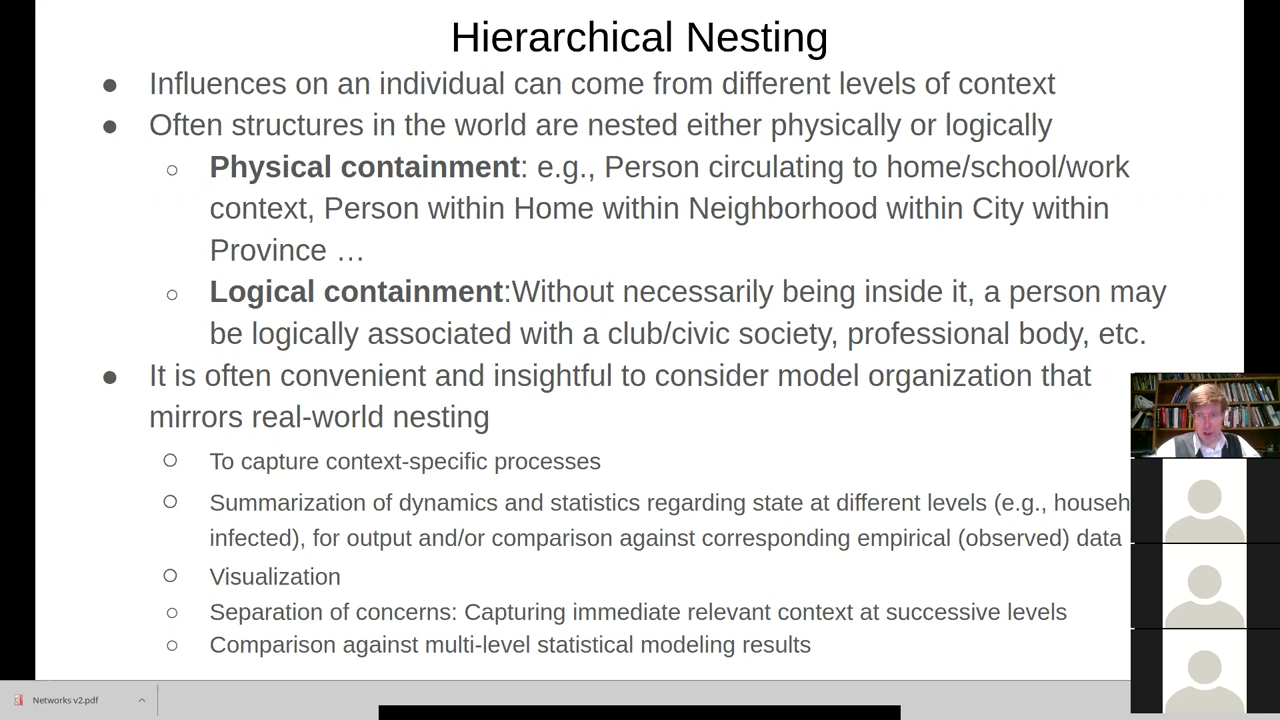 Hierarchical Nesting
● Influences on an individual can come from different levels of context
● Often structures in the world are nested either physically or logically
○ Physical containment: e.g., Person circulating to home/school/work
context, Person within Home within Neighborhood within City within
Province …
○ Logical containment:Without necessarily being inside it, a person may
be logically associated with a club/civic society, professional body, etc.
● It is often convenient and insightful to consider model organization that
mirrors real-world nesting
○ To capture context-specific processes
○ Summarization of dynamics and statistics regarding state at different levels (e.g.,
infected), for output and/or comparison against corresponding empirical (observed) data
○ Visualization
○ Separation of concerns: Capturing immediate relevant context at successive levels
○ Comparison against multi-level statistical modeling results
Networks v2.pdf